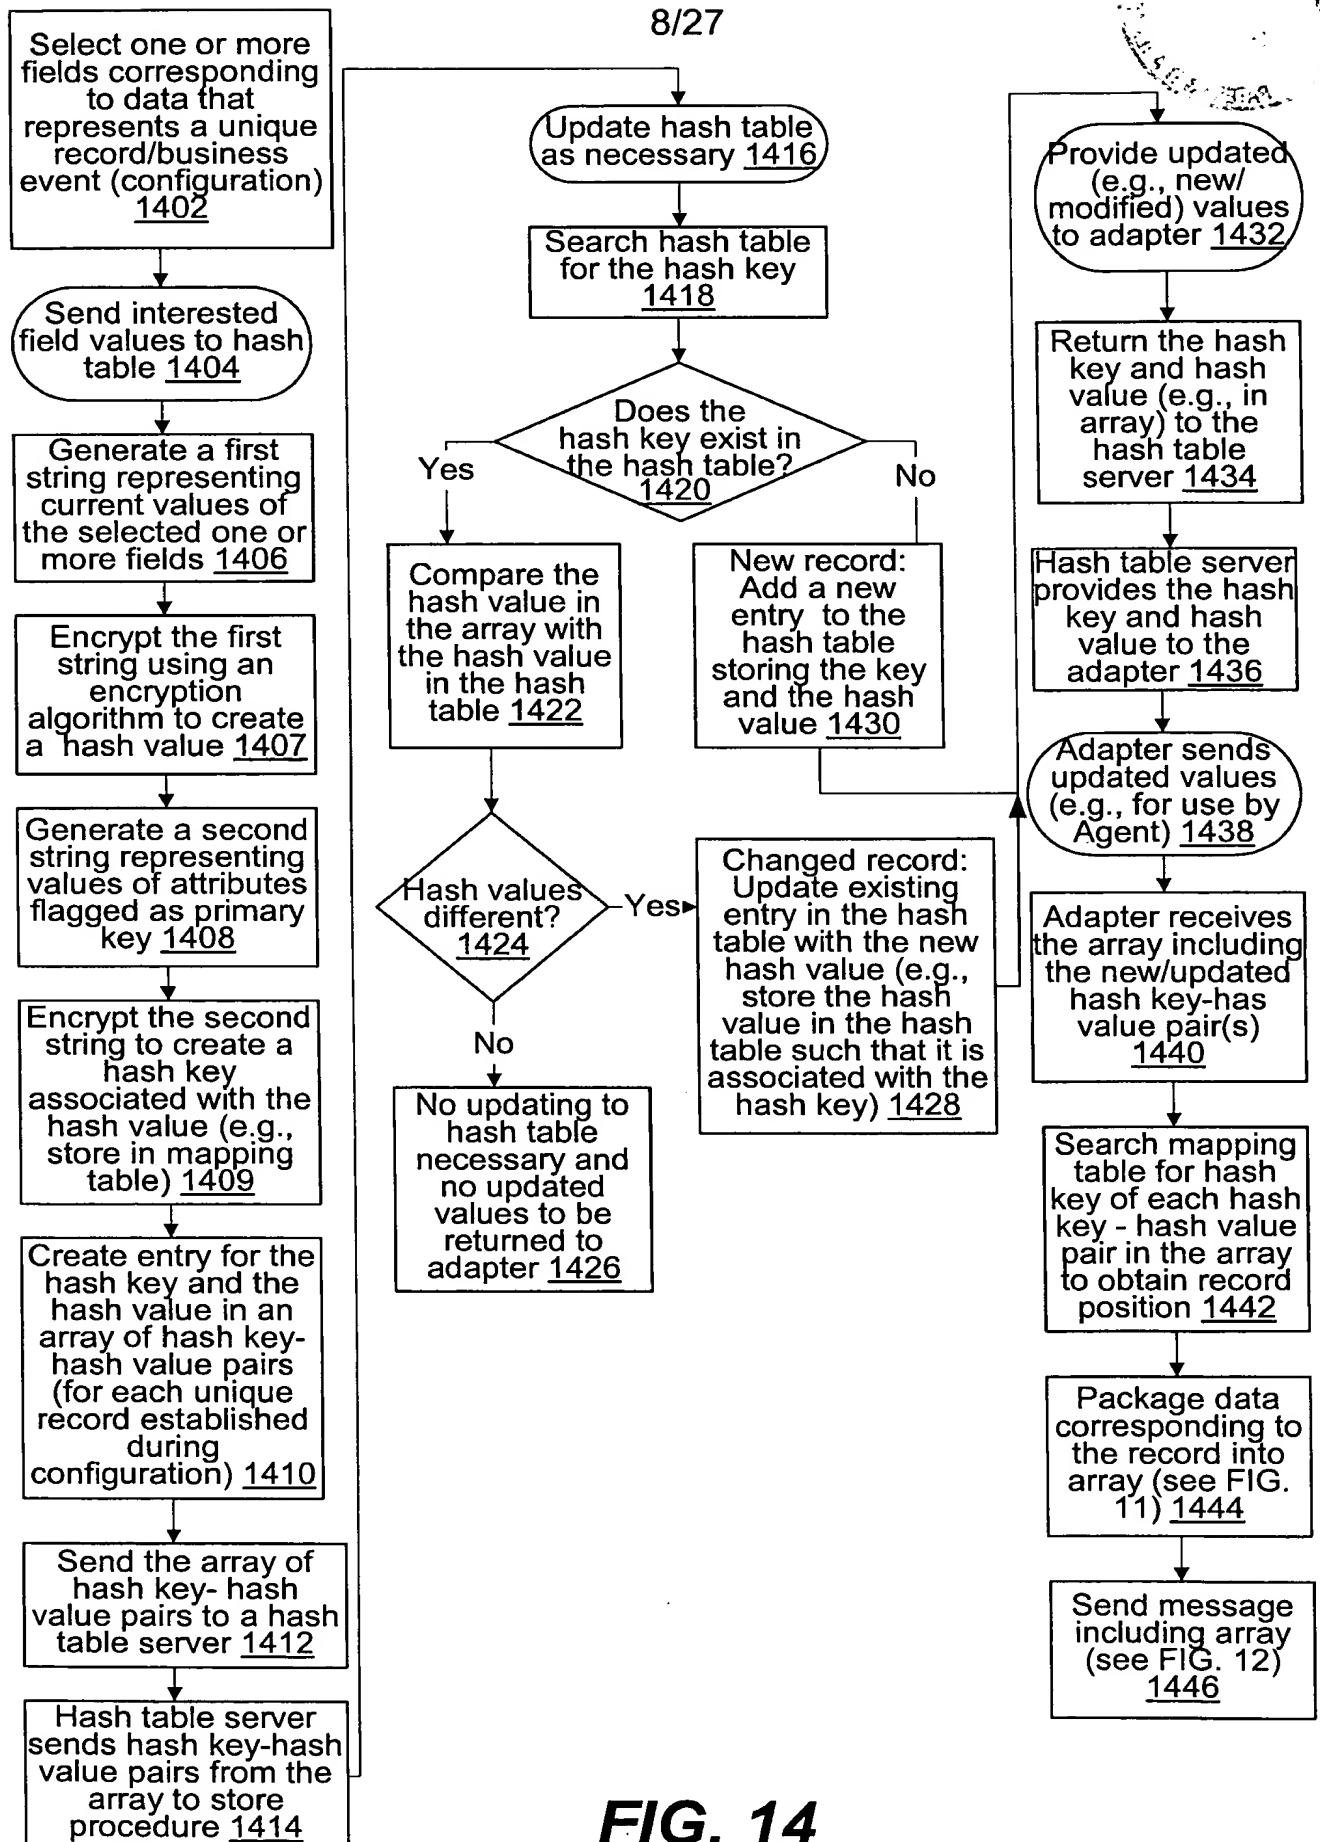 8/27
Select one or more
fields corresponding
to data that
represents a unique
record/business
event (configuration)
1402
Send interested
field values to hash
table 1404
Generate a first
string representing
current values of
the selected one or
more fields 1406
Encrypt the first
string using an
encryption
algorithm to create
a hash value 1407
Generate a second
string representing
values of attributes
flagged as primary
key 1408
Encrypt the second
string to create a
hash key
associated with the
hash value (e.g.,
store in mapping
table) 1409
Create entry for the
hash key and the
hash value in an
array of hash key-
hash value pairs
(for each unique
record established
during
configuration) 1410
Send the array of
hash key- hash
value pairs to a hash
table server 1412
Hash table server
sends hash key-hash
value pairs from the
array to store
procedure 1414
Update hash table
as necessary 1416
Search hash table
for the hash key
1418
Does the
hash key exist in
the hash table?
1420
Yes
No
Compare the
hash value in
the array with
the hash value
in the hash
table 1422
New record:
Add a new
entry to the
hash table
storing the key
and the hash
value 1430
Hash values
different?
1424
Yes
No
Changed record:
Update existing
entry in the hash
table with the new
hash value (e.g.,
store the hash
value in the hash
table such that it is
associated with the
hash key) 1428
No updating to
hash table
necessary and
no updated
values to be
returned to
adapter 1426
Provide updated
(e.g., new/
modified) values
to adapter 1432
Return the hash
key and hash
value (e.g., in
array) to the
hash table
server 1434
Hash table server
provides the hash
key and hash
value to the
adapter 1436
Adapter sends
updated values
(e.g., for use by
Agent) 1438
Adapter receives
the array including
the new/updated
hash key-has
value pair(s)
1440
Search mapping
table for hash
key of each hash
key - hash value
pair in the array
to obtain record
position 1442
Package data
corresponding to
the record into
array (see FIG.
11) 1444
Send message
including array
(see FIG. 12)
1446
FIG. 14